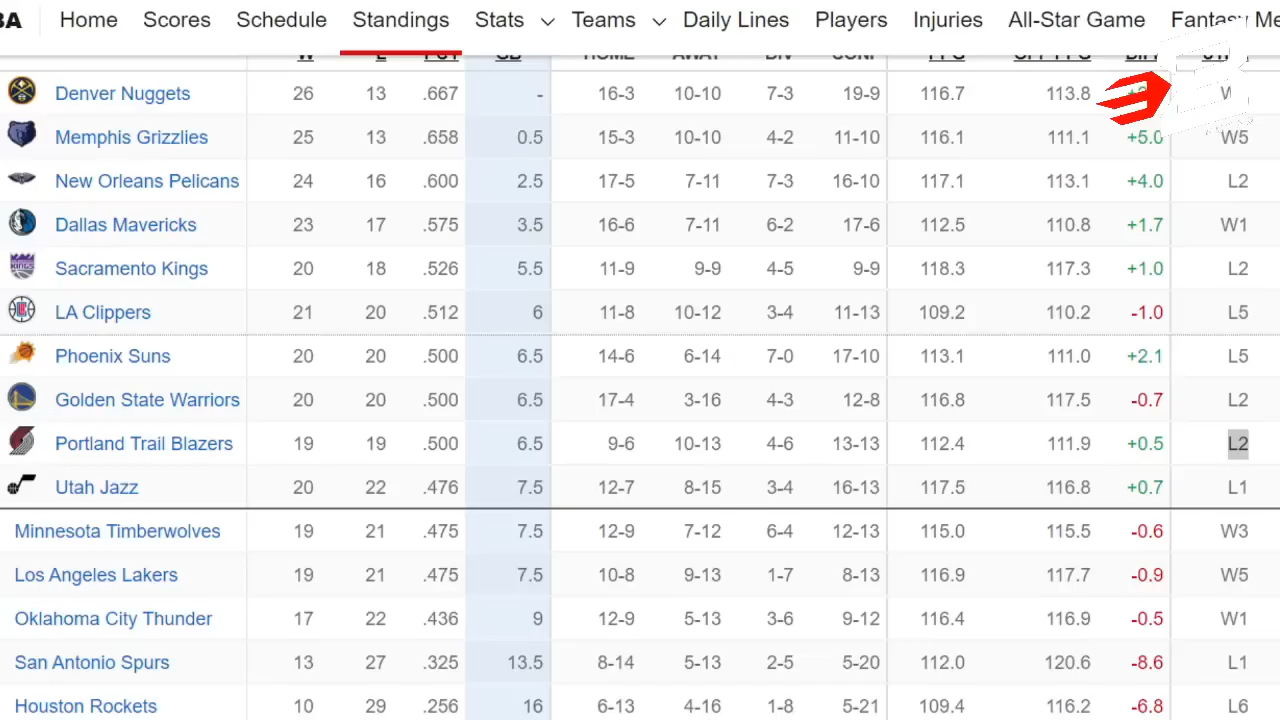 BA Home Scores Schedule Standings Stats Teams Daily Lines Players Injuries All-Star Game Fantasy Me
W L PCT GB HOME AWAY DIV CONF PPG OPP PPG DIFF
Denver Nuggets 26 13 .667 - 16-3 10-10 7-3 19-9 116.7 113.8 W
Memphis Grizzlies 25 13 .658 0.5 15-3 10-10 4-2 11-10 116.1 111.1 +5.0 W5
New Orleans Pelicans 24 16 .600 2.5 17-5 7-11 7-3 16-10 117.1 113.1 +4.0 L2
Dallas Mavericks 23 17 .575 3.5 16-6 7-11 6-2 17-6 112.5 110.8 +1.7 W1
Sacramento Kings 20 18 .526 5.5 11-9 9-9 4-5 9-9 118.3 117.3 +1.0 L2
LA Clippers 21 20 .512 6 11-8 10-12 3-4 11-13 109.2 110.2 -1.0 L5
Phoenix Suns 20 20 .500 6.5 14-6 6-14 7-0 17-10 113.1 111.0 +2.1 L5
Golden State Warriors 20 20 .500 6.5 17-4 3-16 4-3 12-8 116.8 117.5 -0.7 L2
Portland Trail Blazers 19 19 .500 6.5 9-6 10-13 4-6 13-13 112.4 111.9 +0.5 L2
Utah Jazz 20 22 .476 7.5 12-7 8-15 3-4 16-13 117.5 116.8 +0.7 L1
Minnesota Timberwolves 19 21 .475 7.5 12-9 7-12 6-4 12-13 115.0 115.5 -0.6 W3
Los Angeles Lakers 19 21 .475 7.5 10-8 9-13 1-7 8-13 116.9 117.7 -0.9 W5
Oklahoma City Thunder 17 22 .436 9 12-9 5-13 3-6 9-12 116.4 116.9 -0.5 W1
San Antonio Spurs 13 27 .325 13.5 8-14 5-13 2-5 5-20 112.0 120.6 -8.6 L1
Houston Rockets 10 29 .256 16 6-13 4-16 1-8 5-21 109.4 116.2 -6.8 L6